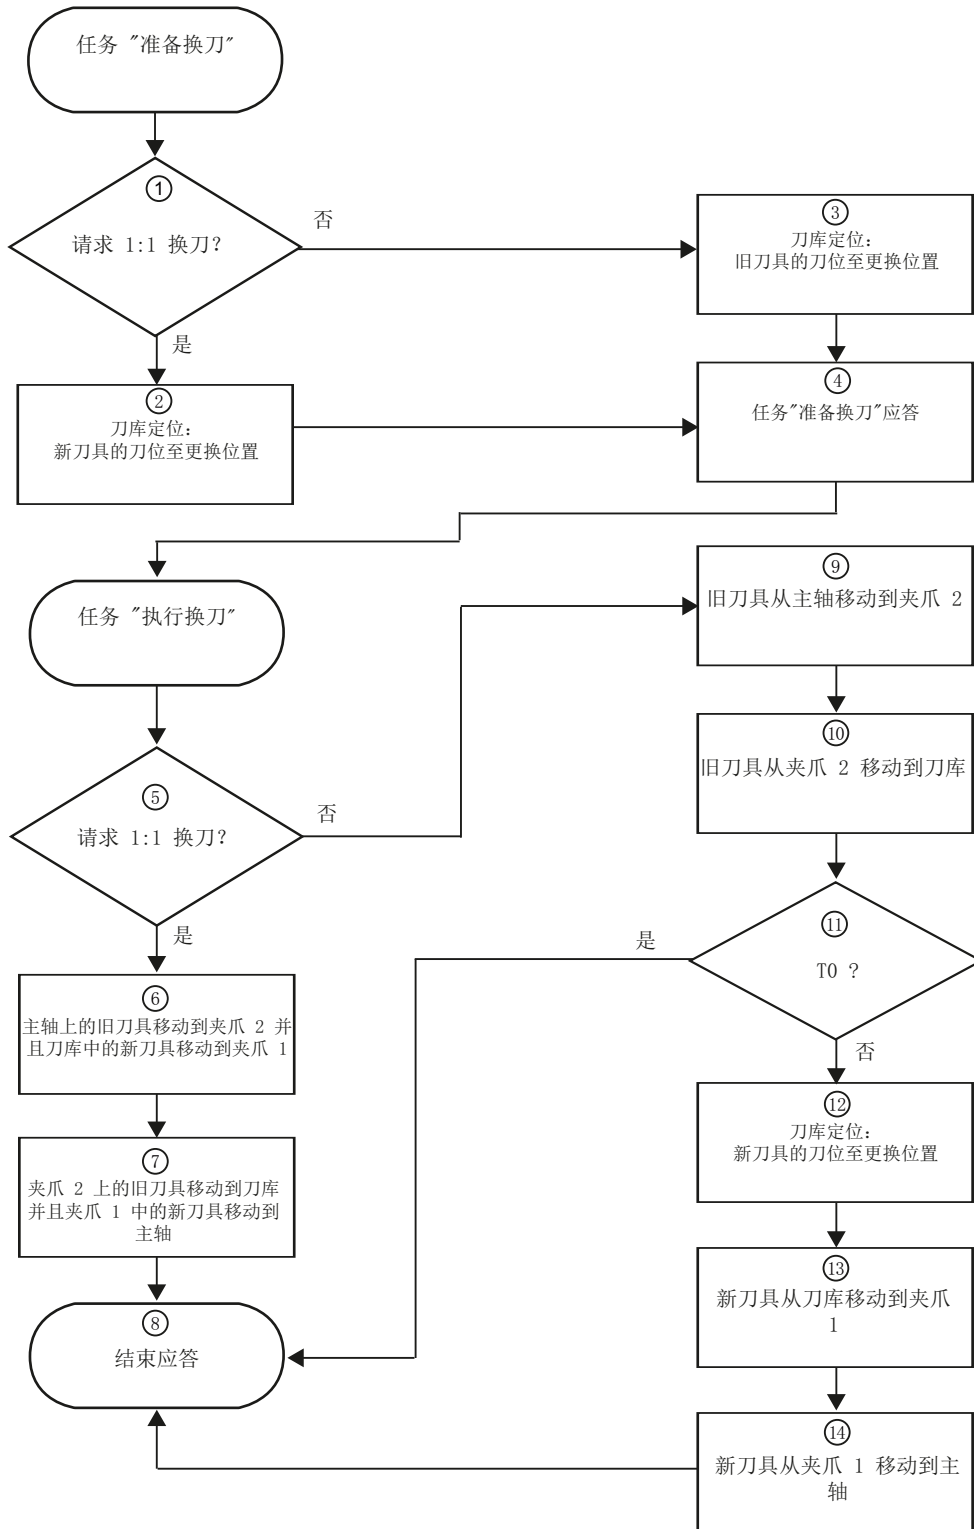 任务 "准备换刀"
①
请求 1:1 换刀?
否
是
②
刀库定位:
新刀具的刀位至更换位置
③
刀库定位:
旧刀具的刀位至更换位置
④
任务"准备换刀"应答
任务 "执行换刀"
⑤
请求 1:1 换刀?
否
是
⑥
主轴上的旧刀具移动到夹爪 2 并
且刀库中的新刀具移动到夹爪 1
⑦
夹爪 2 上的旧刀具移动到刀库
并且夹爪 1 中的新刀具移动到
主轴
⑧
结束应答
⑨
旧刀具从主轴移动到夹爪 2
⑩
旧刀具从夹爪 2 移动到刀库
⑪
T0 ?
是
否
⑫
刀库定位:
新刀具的刀位至更换位置
⑬
新刀具从刀库移动到夹爪
1
⑭
新刀具从夹爪 1 移动到主
轴